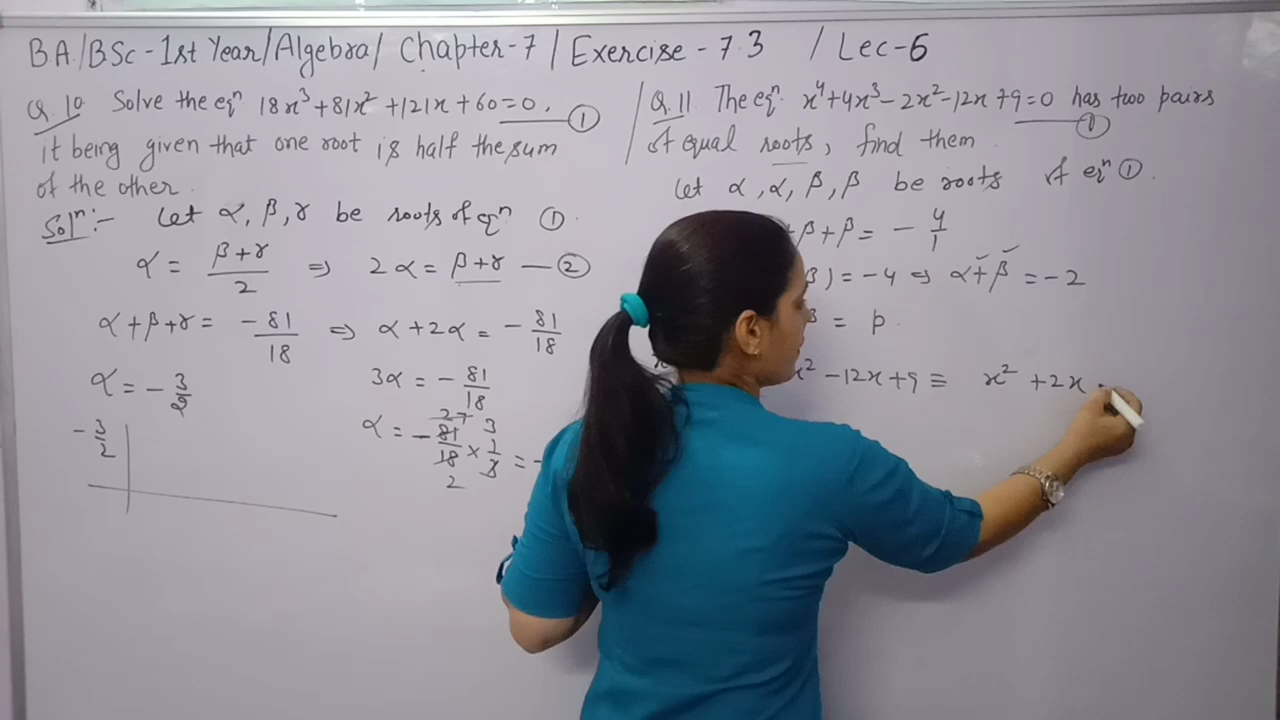 BA/BSc-1st Year/Algebra/ Chapter-7 / Exercise-7.3 / Lec-6
Q.10 Solve the eqⁿ 18x³+81x²+121x+60=0, ①
it being given that one root is half the sum
of the other
Solⁿ:- Let α, β, γ be roots of eqⁿ ①
α = (β+γ)/2 ⇒ 2α = β+γ — ②
α+β+γ = -81/18 ⇒ α+2α = -81/18
α = -3/2 3α = -81/18
α = -81/18 × 1/3 =
27 3
2
-3/2
Q.11 The eqⁿ x⁴+4x³-2x²-12x+9=0 has two pairs ①
of equal roots, find them
Let α, α, β, β be roots of eqⁿ ①.
+β+β = -4/1
β) = -4 ⇒ α+β = -2
= p.
x² -12x+9 ≡ x² +2x